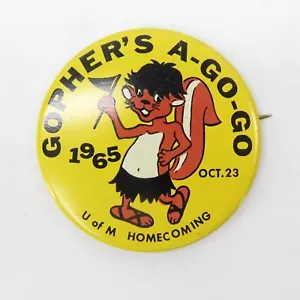 GOPHER'S A-GO-GO
1965
OCT. 23
U of M HOMECOMING